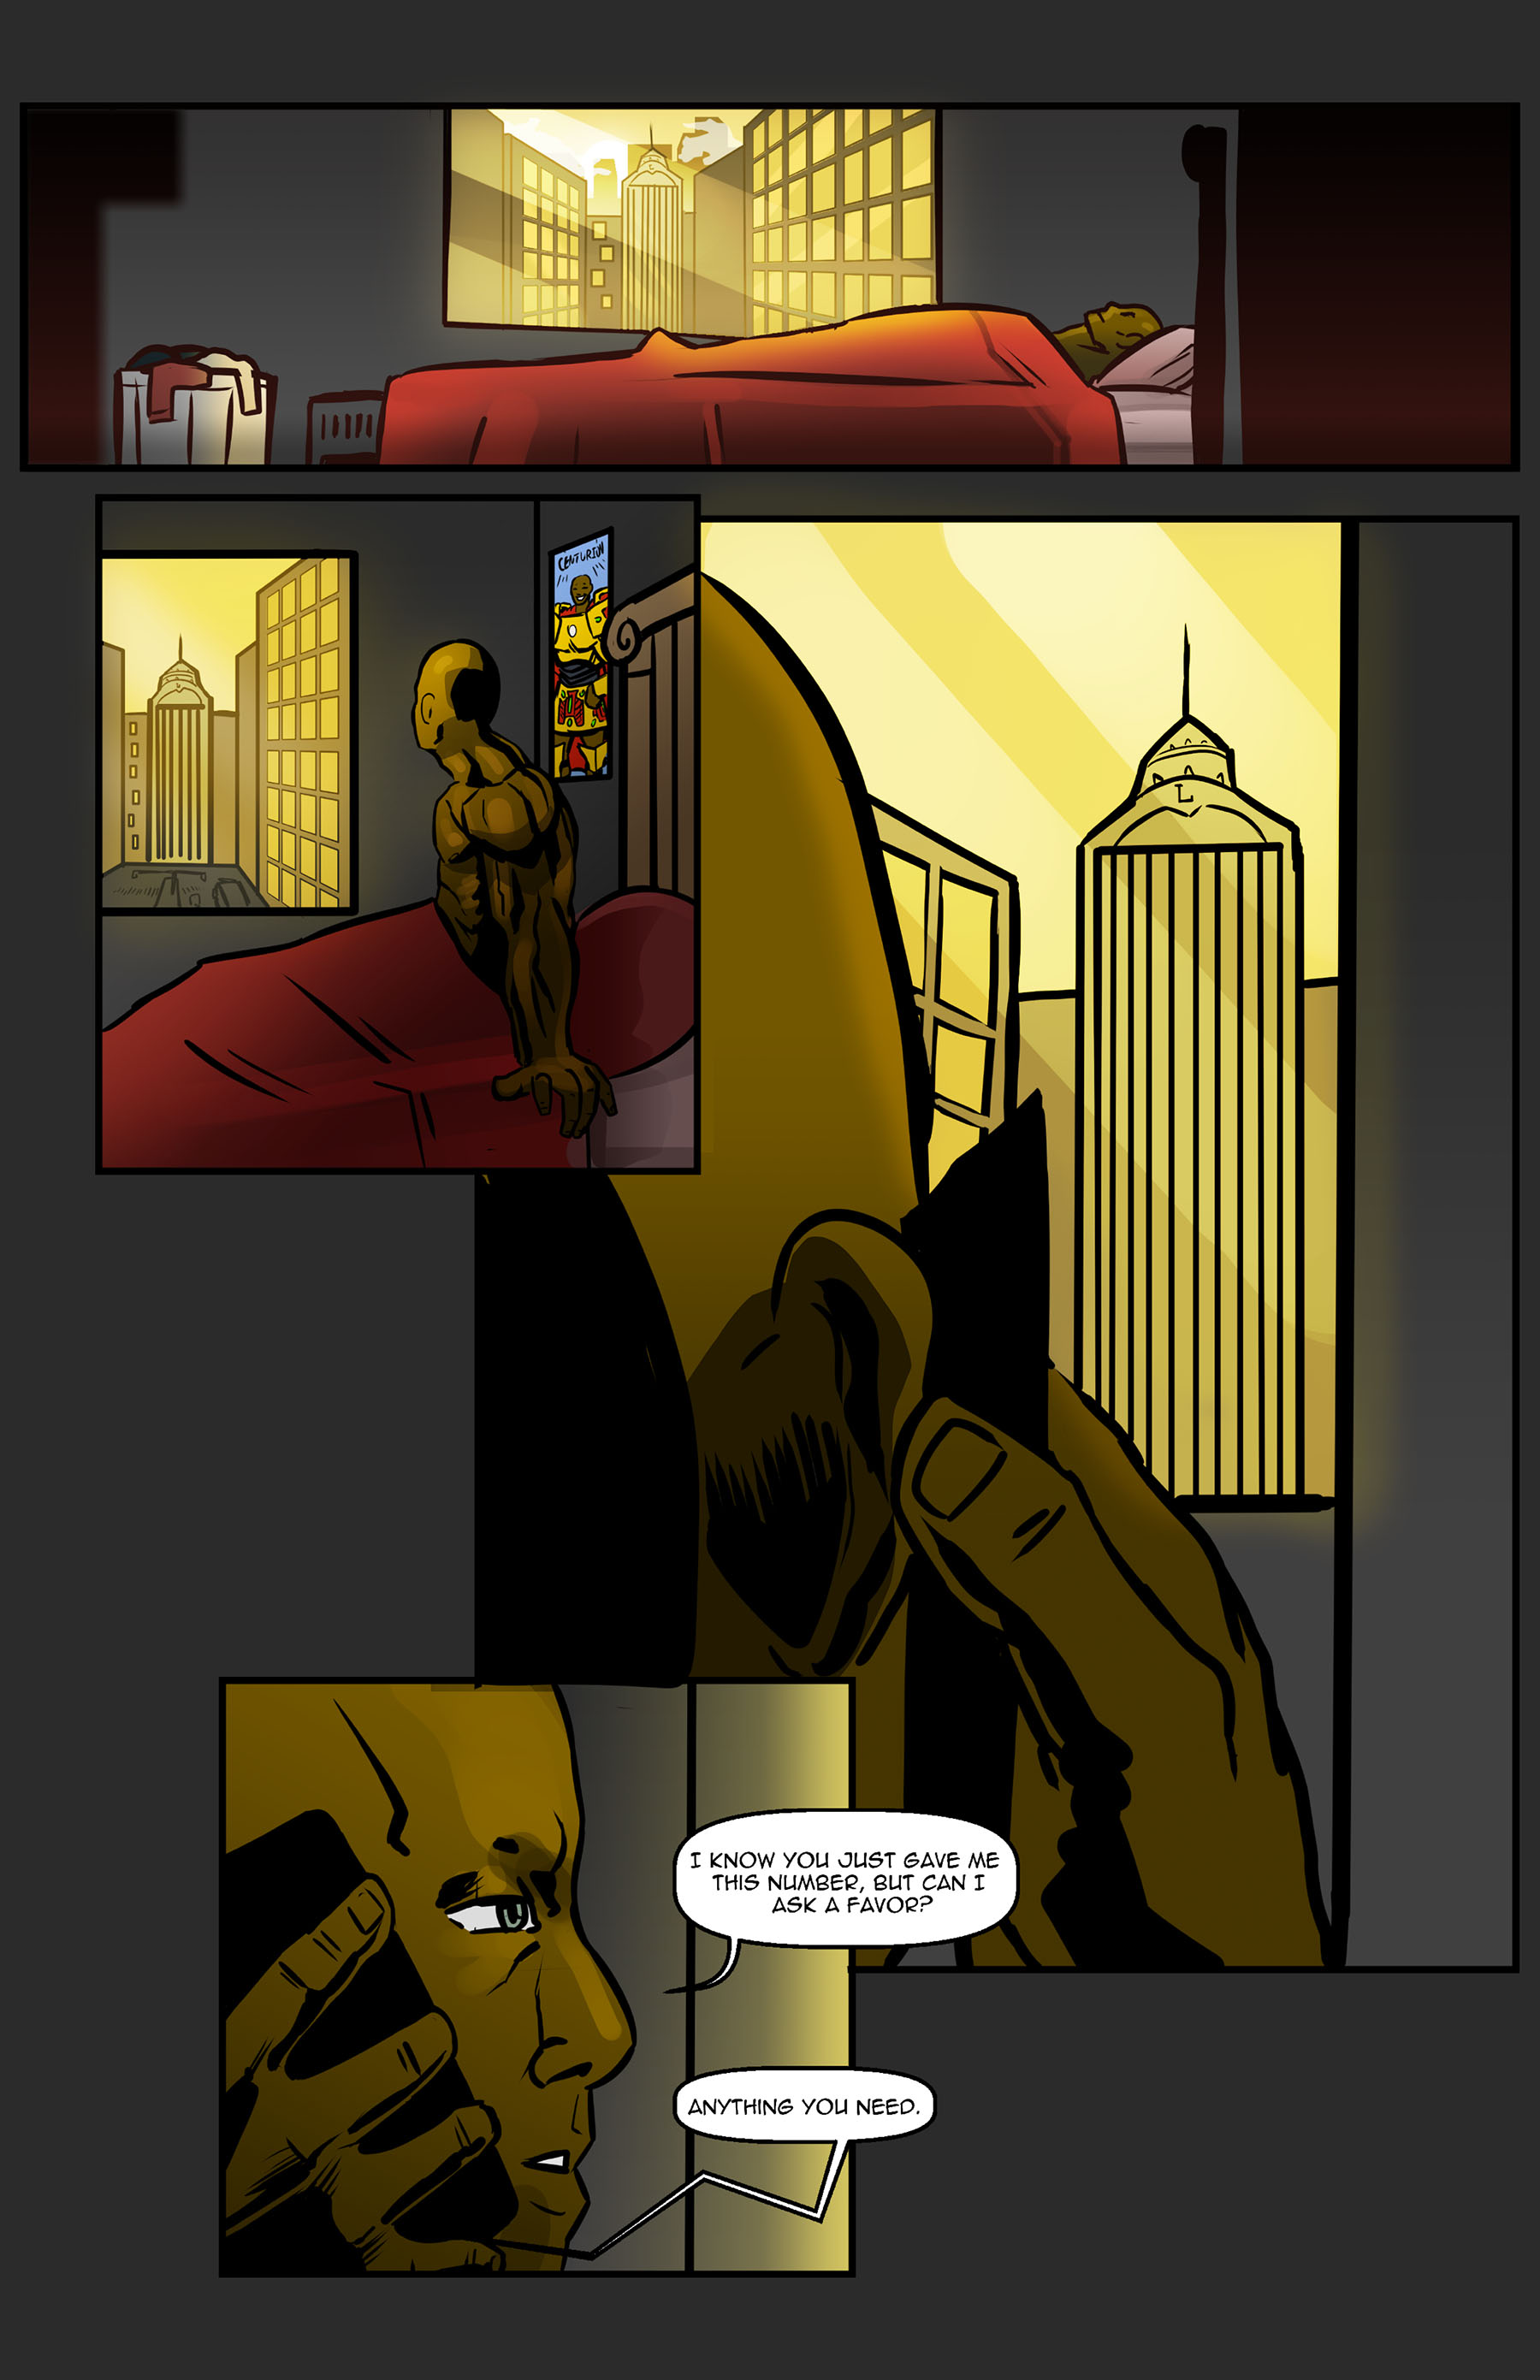 CENTURION
L
I KNOW YOU JUST GAVE ME
THIS NUMBER, BUT CAN I
ASK A FAVOR?
ANYTHING YOU NEED.